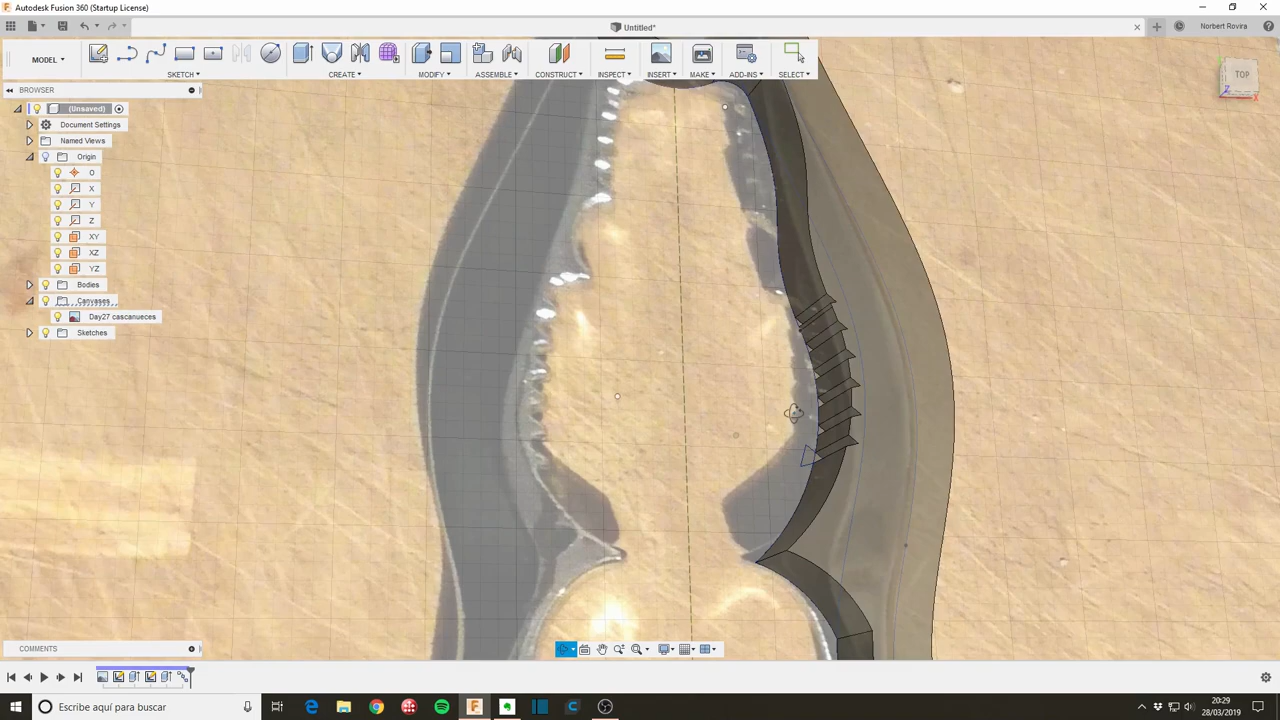 Autodesk Fusion 360 (Startup License)
Untitled*
Norbert Rovira
MODEL
SKETCH
CREATE
MODIFY
ASSEMBLE
CONSTRUCT
INSPECT
INSERT
MAKE
ADD-INS
SELECT
TOP
BROWSER
(Unsaved)
Document Settings
Named Views
Origin
O
X
Y
Z
XY
XZ
YZ
Bodies
Canvases
Day27 cascanueces
Sketches
COMMENTS
Escribe aquí para buscar
20:29
28/03/2019